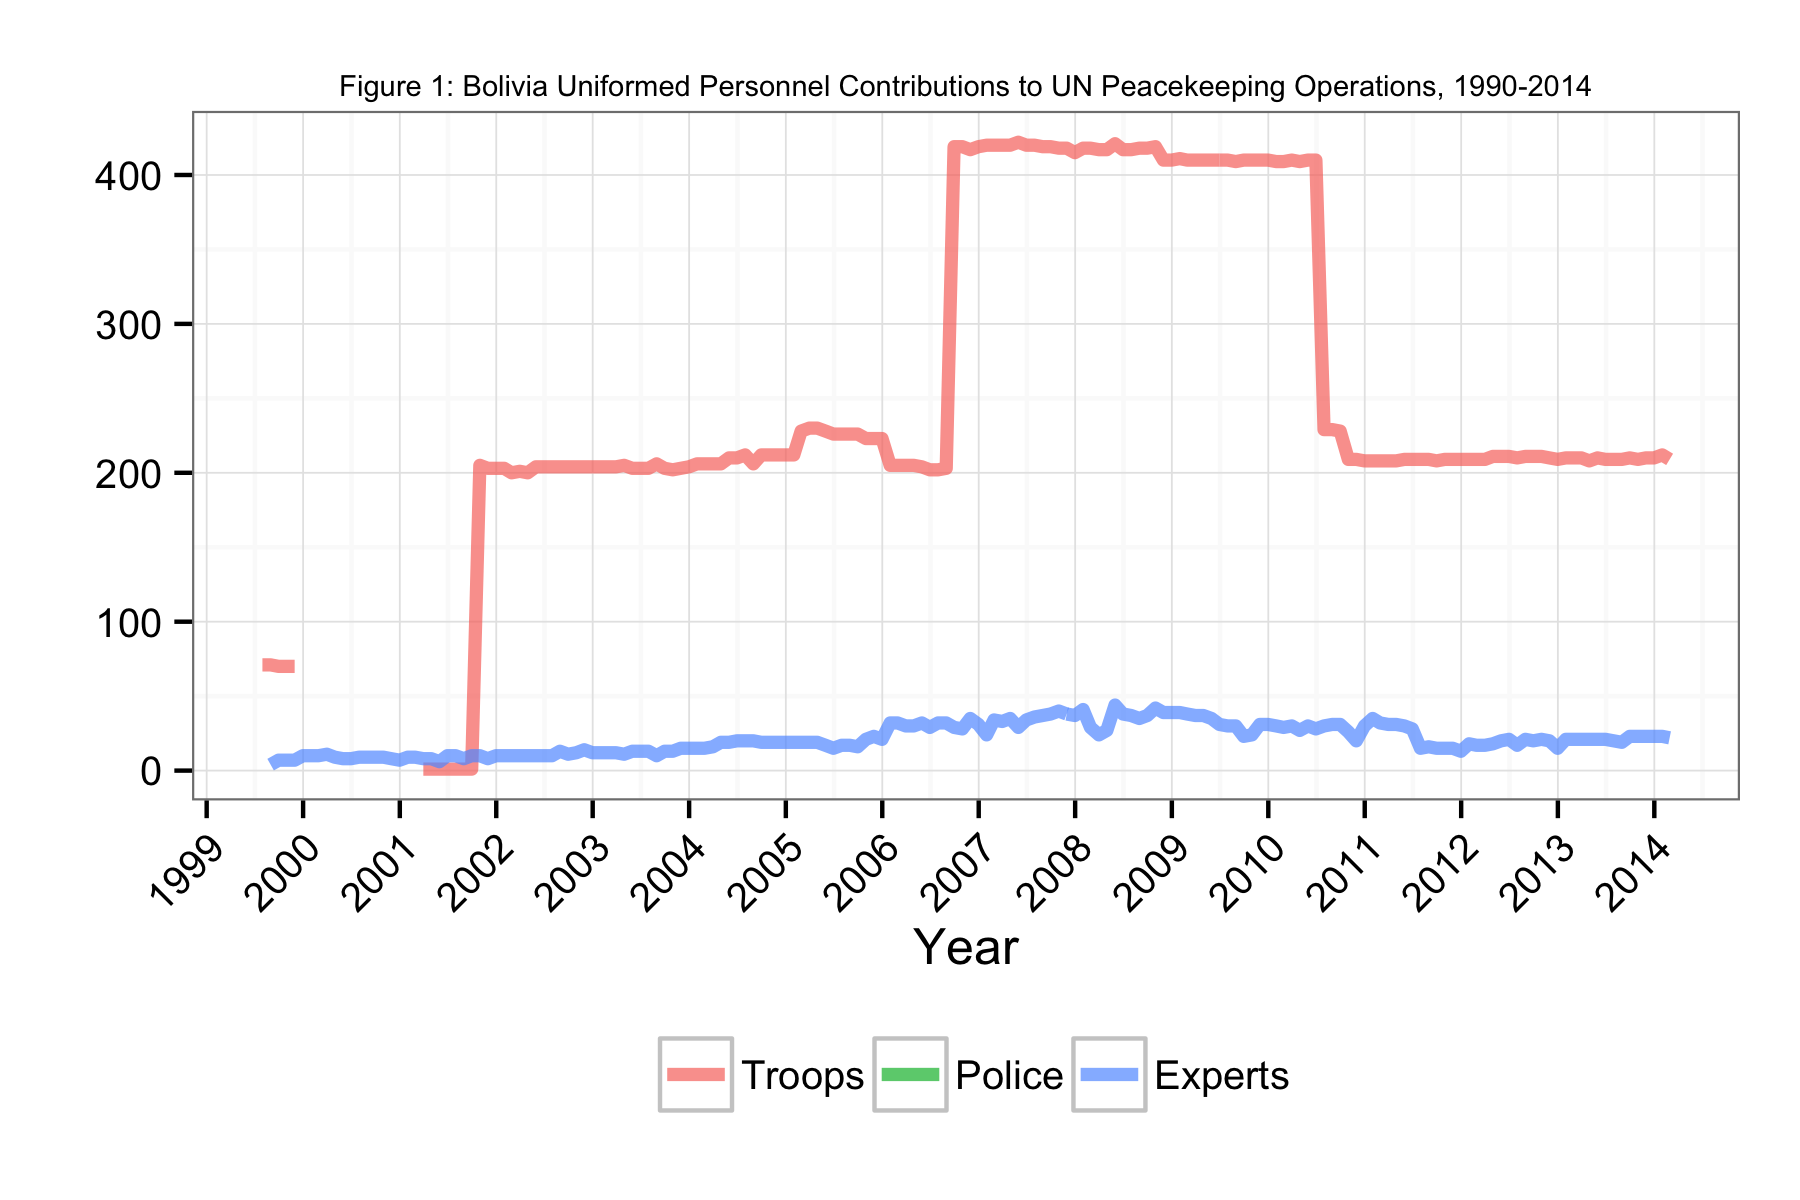 Figure 1: Bolivia Uniformed Personnel Contributions to UN Peacekeeping Operations, 1990-2014
400
300
200
100
0
1999 2000 2001 2002 2003 2004 2005 2006 2007 2008 2009 2010 2011 2012 2013 2014
Year
Troops Police Experts